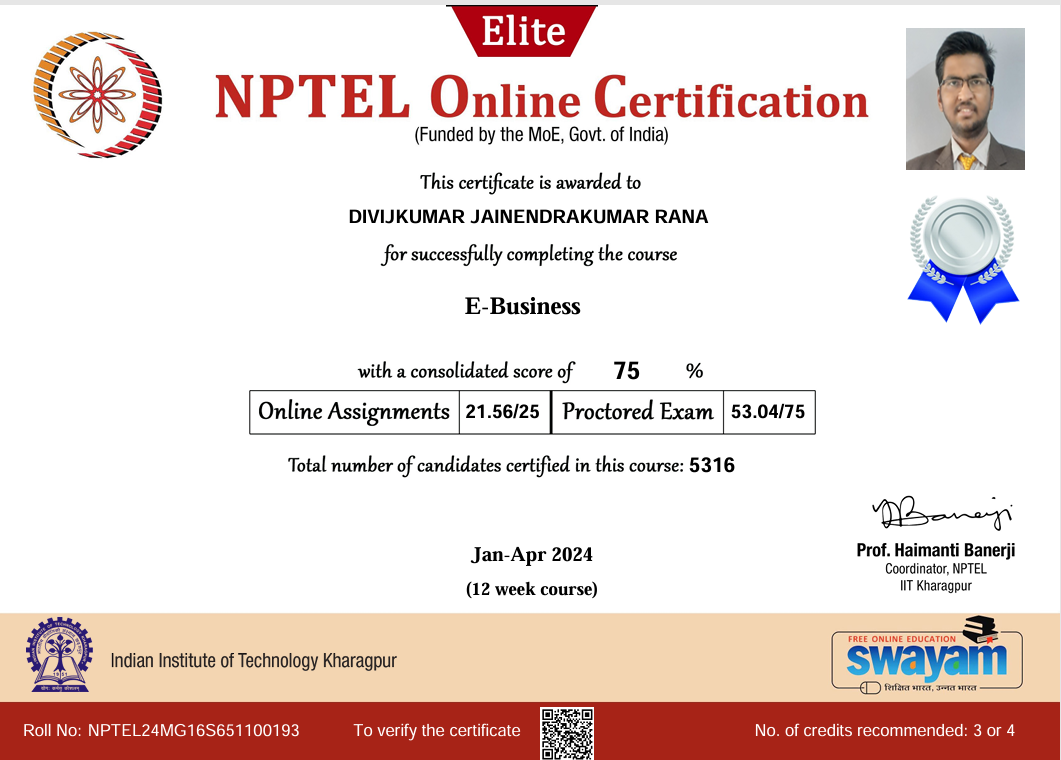 Elite
NPTEL Online Certification
(Funded by the MoE, Govt. of India)
This certificate is awarded to
DIVIJKUMAR JAINENDRAKUMAR RANA
for successfully completing the course
E-Business
with a consolidated score of 75 %
Online Assignments 21.56/25 Proctored Exam 53.04/75
Total number of candidates certified in this course: 5316
Jan-Apr 2024
(12 week course)
Prof. Haimanti Banerji
Coordinator, NPTEL
IIT Kharagpur
Indian Institute of Technology Kharagpur
FREE ONLINE EDUCATION
swayam
शिक्षित भारत, उन्नत भारत
Roll No: NPTEL24MG16S651100193 To verify the certificate No. of credits recommended: 3 or 4